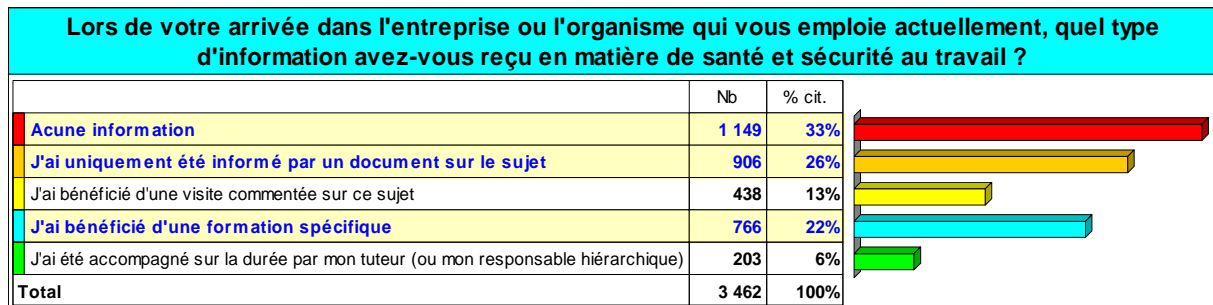 Lors de votre arrivée dans l'entreprise ou l'organisme qui vous emploie actuellement, quel type
d'information avez-vous reçu en matière de santé et sécurité au travail ?
Nb % cit.
Acune information 1 149 33%
J'ai uniquement été informé par un document sur le sujet 906 26%
J'ai bénéficié d'une visite commentée sur ce sujet 438 13%
J'ai bénéficié d'une formation spécifique 766 22%
J'ai été accompagné sur la durée par mon tuteur (ou mon responsable hiérarchique) 203 6%
Total 3 462 100%